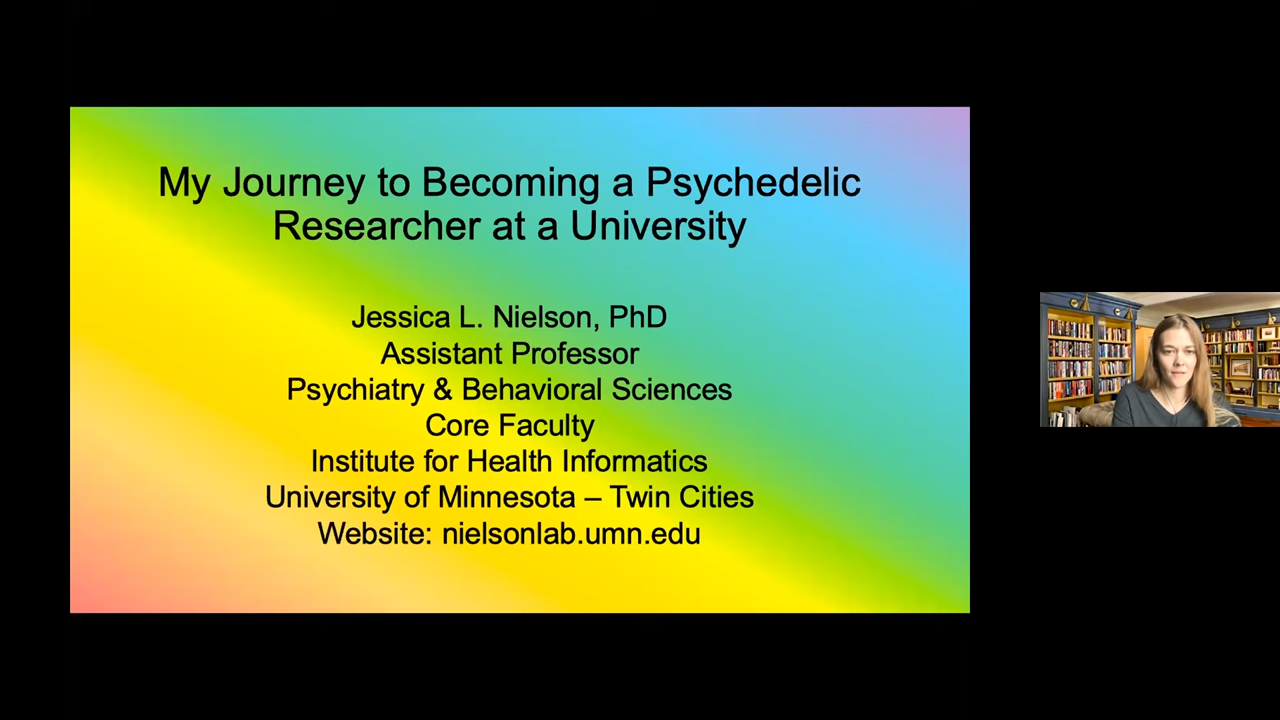 My Journey to Becoming a Psychedelic
Researcher at a University
Jessica L. Nielson, PhD
Assistant Professor
Psychiatry & Behavioral Sciences
Core Faculty
Institute for Health Informatics
University of Minnesota – Twin Cities
Website: nielsonlab.umn.edu